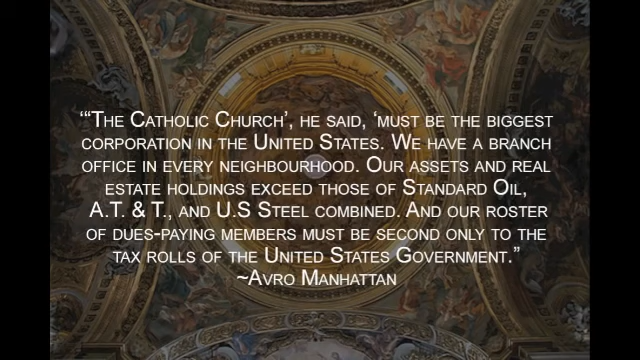 “‘The Catholic Church’, he said, ‘must be the biggest
corporation in the United States. We have a branch
office in every neighbourhood. Our assets and real
estate holdings exceed those of Standard Oil,
A.T. & T., and U.S Steel combined. And our roster
of dues-paying members must be second only to the
tax rolls of the United States Government.”
~Avro Manhattan